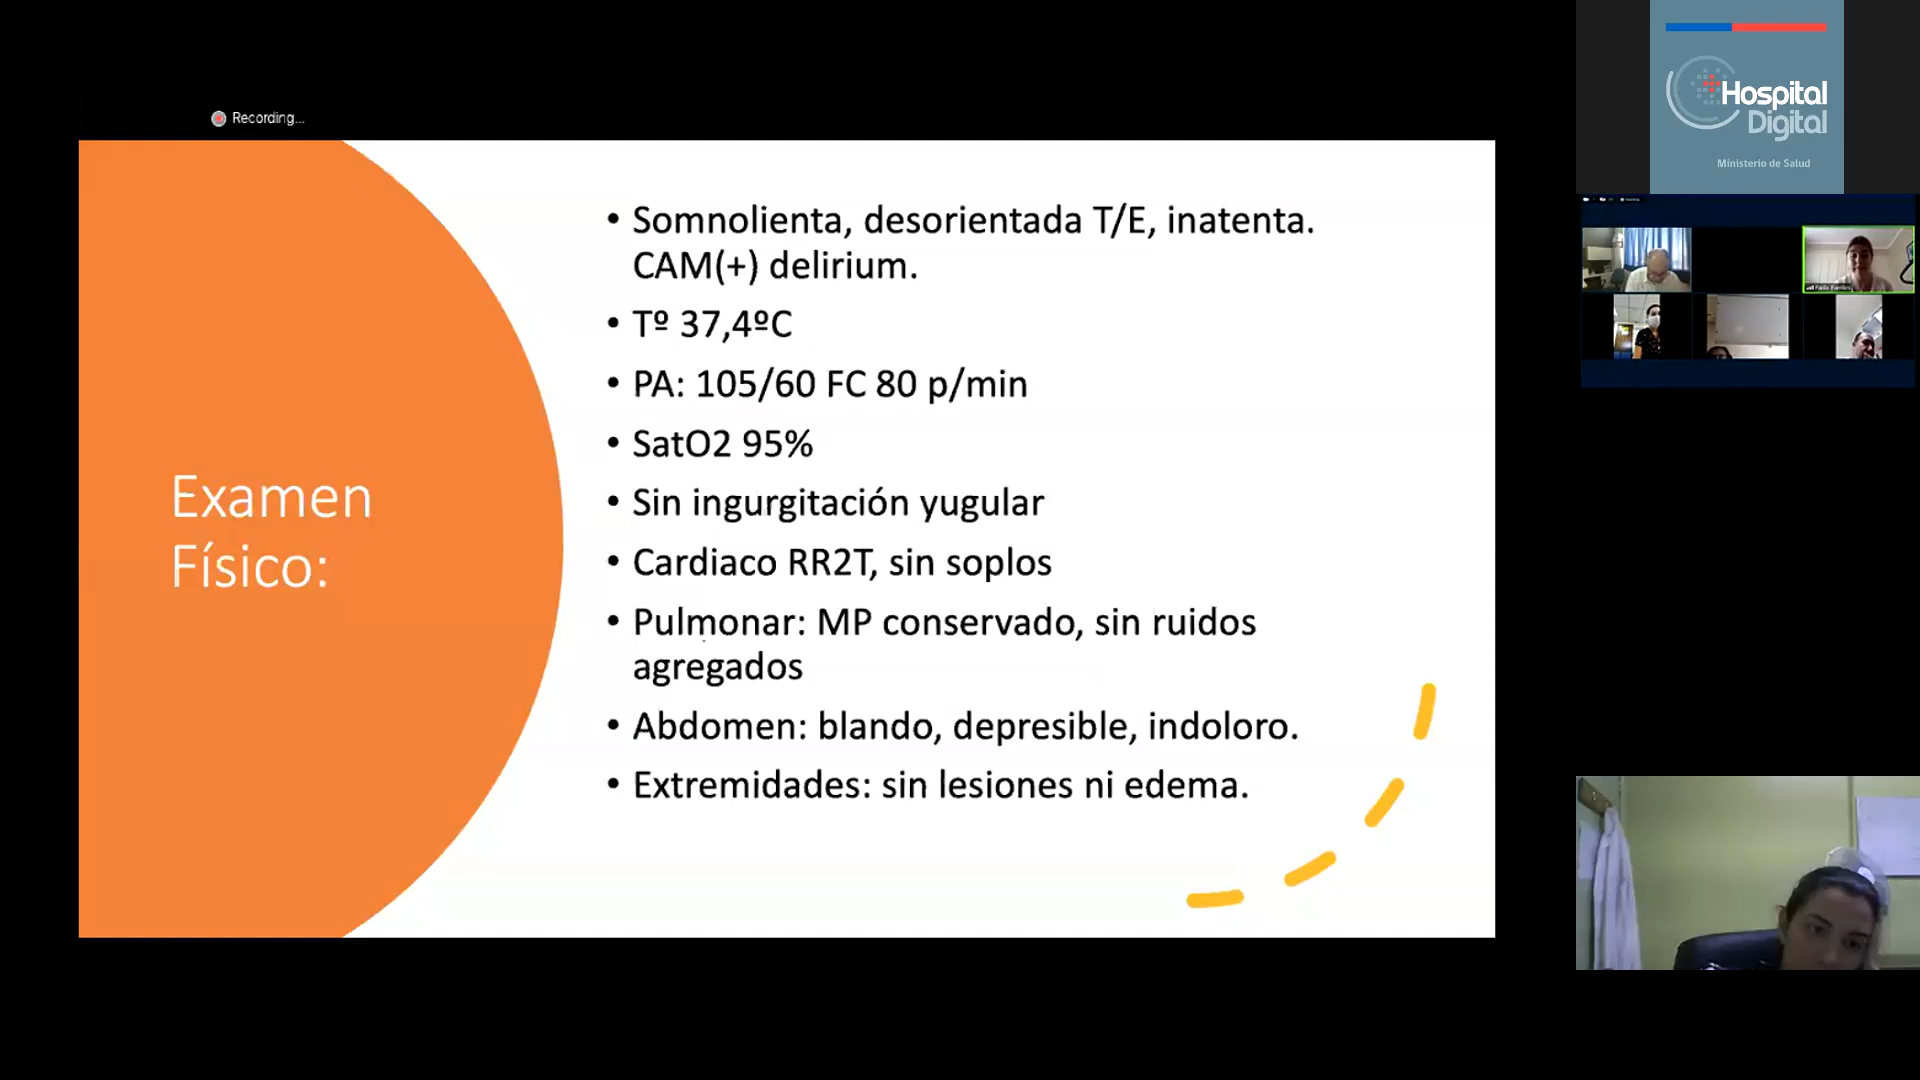 Recording...
Examen
Físico:
• Somnolienta, desorientada T/E, inatenta.
CAM(+) delirium.
• Tº 37,4ºC
• PA: 105/60 FC 80 p/min
• SatO2 95%
• Sin ingurgitación yugular
• Cardiaco RR2T, sin soplos
• Pulmonar: MP conservado, sin ruidos
agregados
• Abdomen: blando, depresible, indoloro.
• Extremidades: sin lesiones ni edema.
Hospital
Digital
Ministerio de Salud